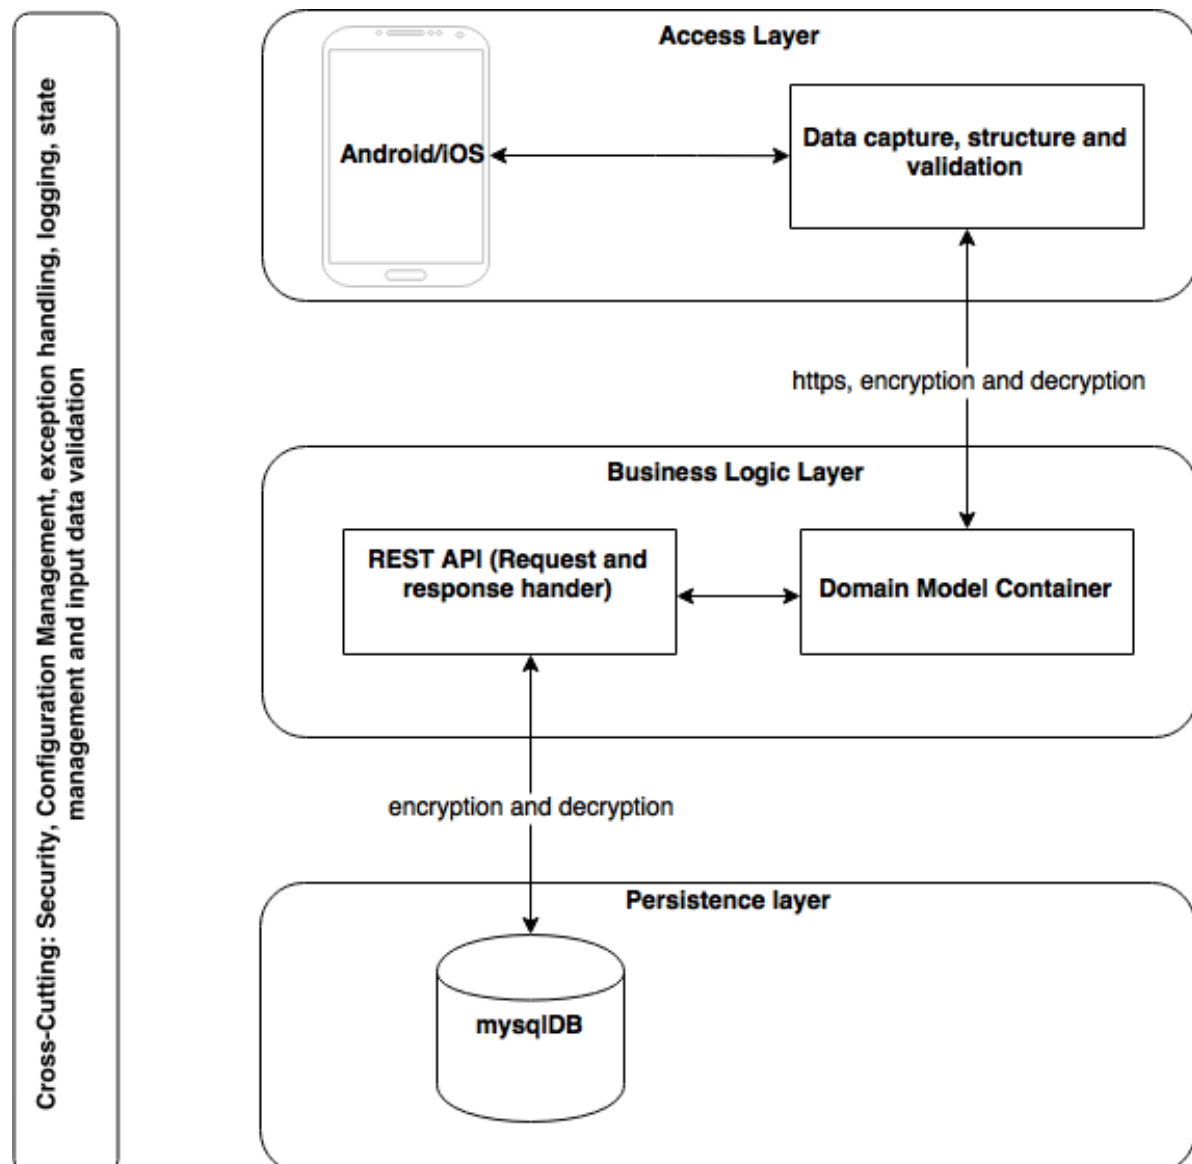 Cross-Cutting: Security, Configuration Management, exception handling, logging, state
management and input data validation
Access Layer
Android/iOS
Data capture, structure and
validation
https, encryption and decryption
Business Logic Layer
REST API (Request and
response hander)
Domain Model Container
encryption and decryption
Persistence layer
mysqlDB